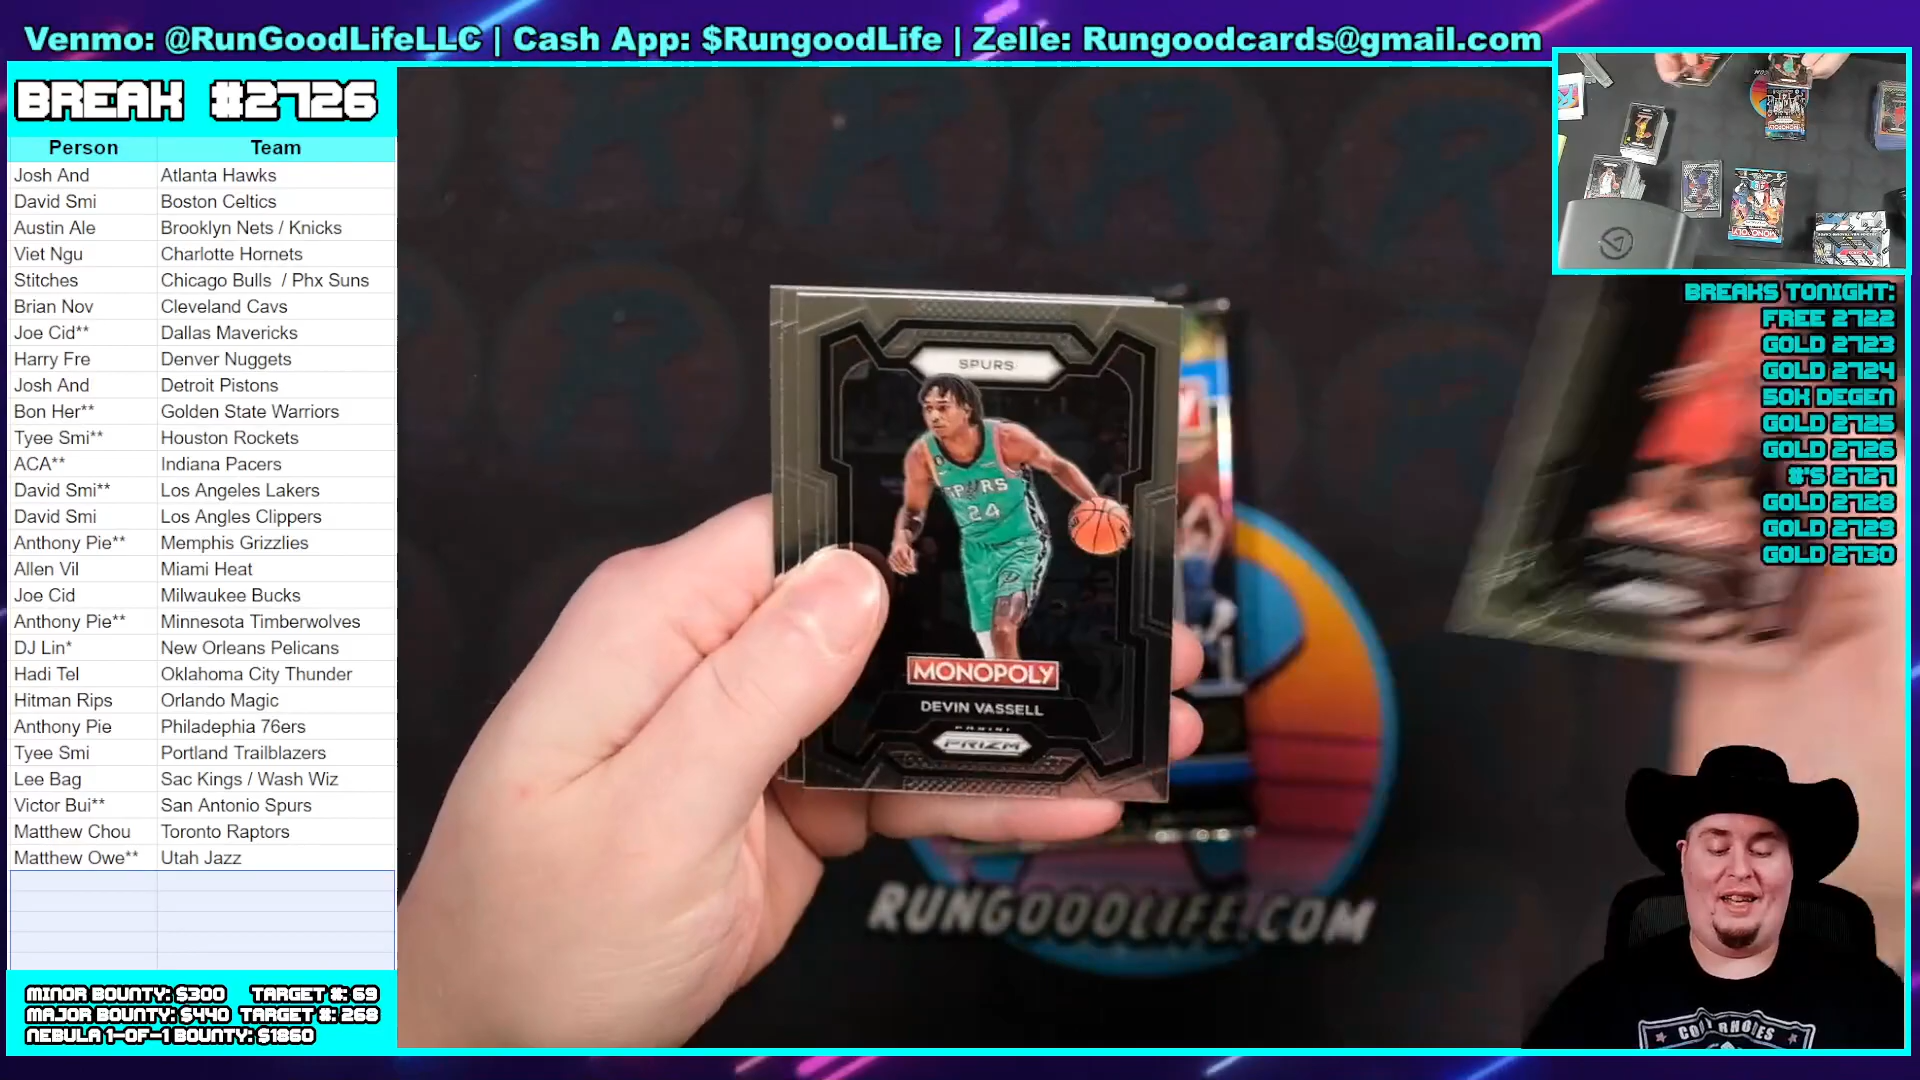 Venmo: @RunGoodLifeLLC | Cash App: $RungoodLife | Zelle: Rungoodcards@gmail.com
BREAK #2726
Person Team
Josh And Atlanta Hawks
David Smi Boston Celtics
Austin Ale Brooklyn Nets / Knicks
Viet Ngu Charlotte Hornets
Stitches Chicago Bulls / Phx Suns
Brian Nov Cleveland Cavs
Joe Cid** Dallas Mavericks
Harry Fre Denver Nuggets
Josh And Detroit Pistons
Bon Her** Golden State Warriors
Tyee Smi** Houston Rockets
ACA** Indiana Pacers
David Smi** Los Angeles Lakers
David Smi Los Angles Clippers
Anthony Pie** Memphis Grizzlies
Allen Vil Miami Heat
Joe Cid Milwaukee Bucks
Anthony Pie** Minnesota Timberwolves
DJ Lin* New Orleans Pelicans
Hadi Tel Oklahoma City Thunder
Hitman Rips Orlando Magic
Anthony Pie Philadephia 76ers
Tyee Smi Portland Trailblazers
Lee Bag Sac Kings / Wash Wiz
Victor Bui** San Antonio Spurs
Matthew Chou Toronto Raptors
Matthew Owe** Utah Jazz
MINOR BOUNTY: $300 TARGET #: 69
MAJOR BOUNTY: $440 TARGET #: 268
NEBULA 1-OF-1 BOUNTY: $1860
SPURS
SPURS
24
MONOPOLY
DEVIN VASSELL
PANINI
PRIZM
RUNGOODLIFE.COM
BREAKS TONIGHT:
FREE 2722
GOLD 2723
GOLD 2724
50K DEGEN
GOLD 2725
GOLD 2726
#'S 2727
GOLD 2728
GOLD 2729
GOLD 2730
MONOPOLY